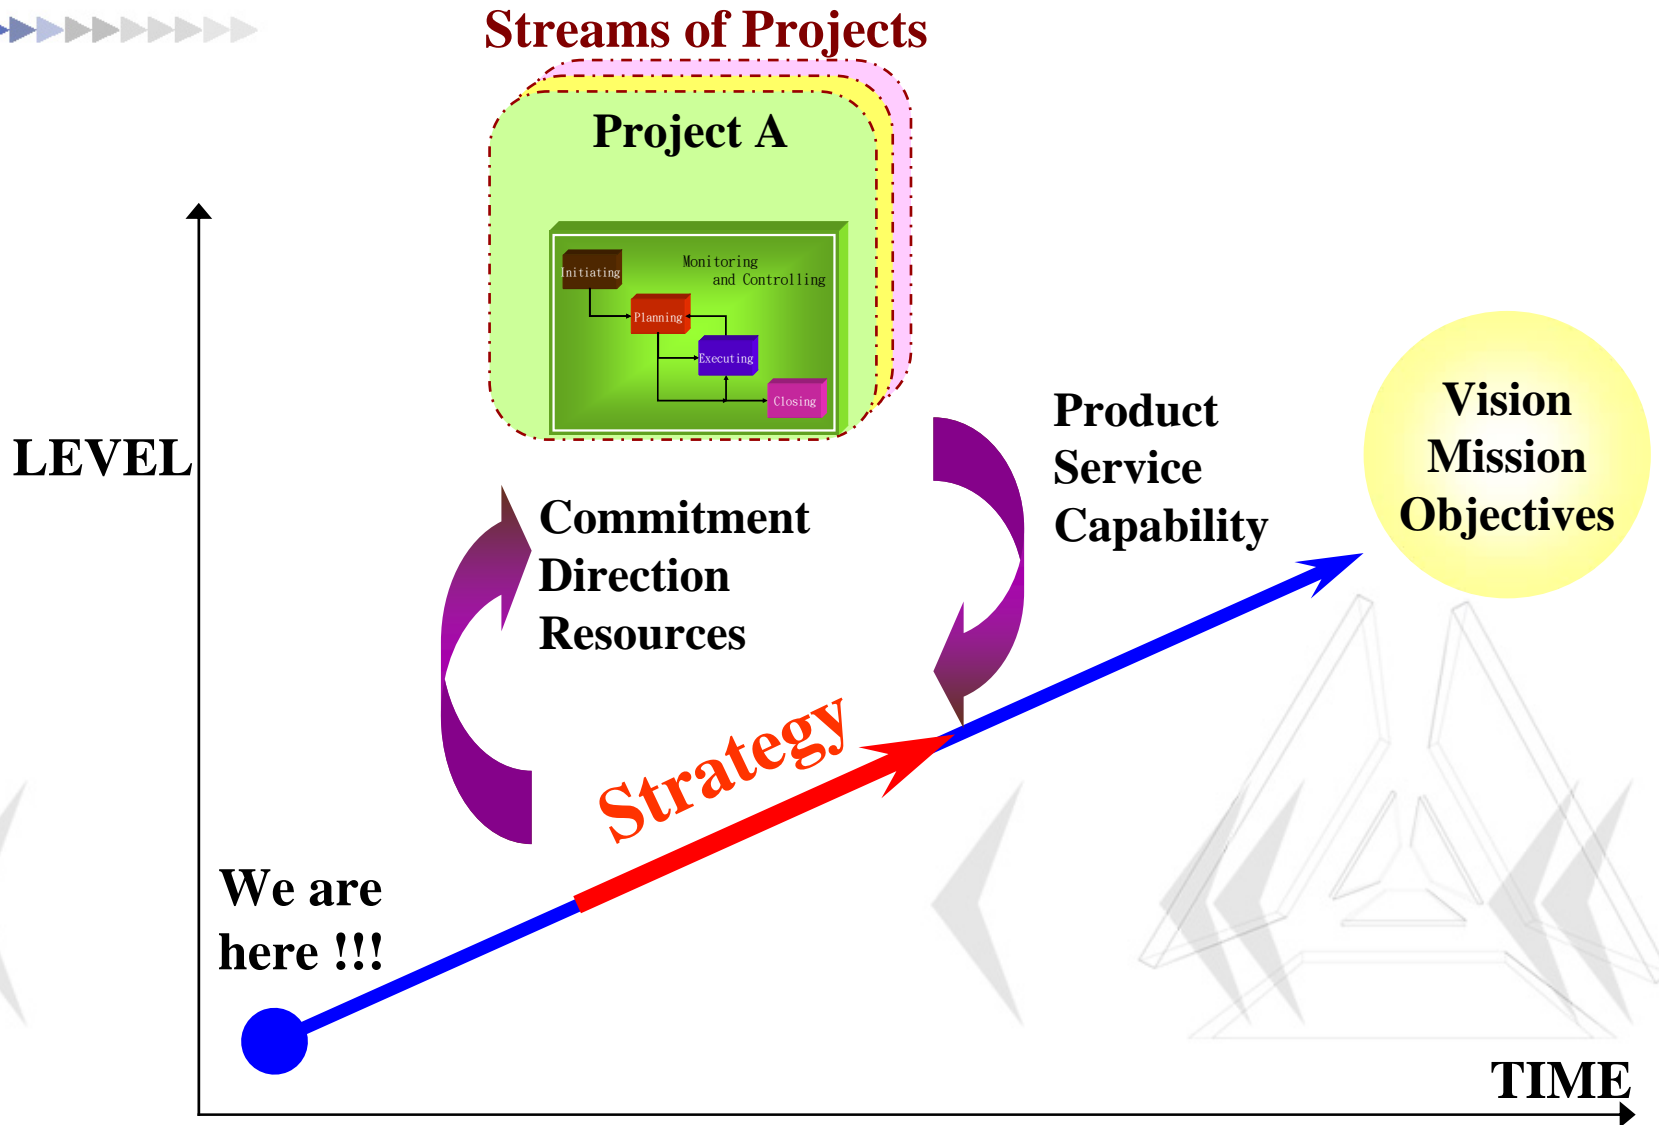 Streams of Projects
Project A
Initiating
Monitoring
and Controlling
Planning
Executing
Closing
LEVEL
Commitment
Direction
Resources
Product
Service
Capability
Vision
Mission
Objectives
Strategy
We are
here !!!
TIME